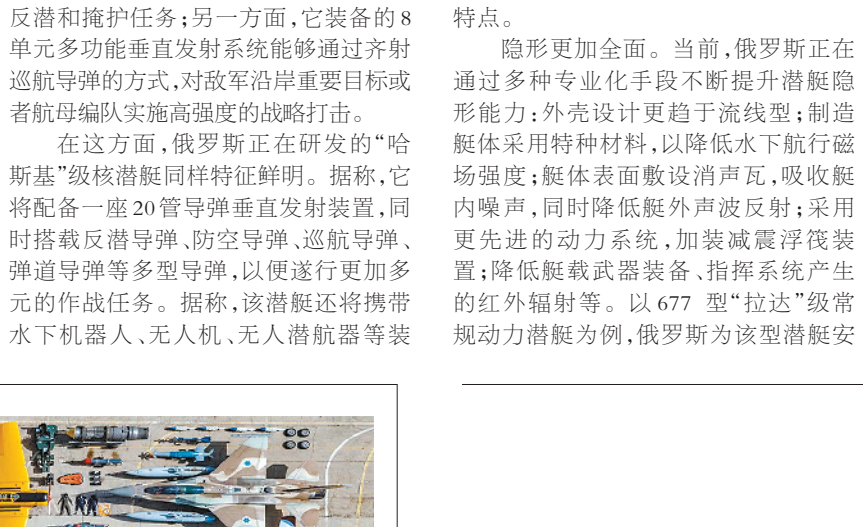 反潜和掩护任务；另一方面，它装备的8
单元多功能垂直发射系统能够通过齐射
巡航导弹的方式，对敌军沿岸重要目标或
者航母编队实施高强度的战略打击。
在这方面，俄罗斯正在研发的“哈
斯基”级核潜艇同样特征鲜明。据称，它
将配备一座20管导弹垂直发射装置，同
时搭载反潜导弹、防空导弹、巡航导弹、
弹道导弹等多型导弹，以便遂行更加多
元的作战任务。据称，该潜艇还将携带
水下机器人、无人机、无人潜航器等装
特点。
隐形更加全面。当前，俄罗斯正在
通过多种专业化手段不断提升潜艇隐
形能力：外壳设计更趋于流线型；制造
艇体采用特种材料，以降低水下航行磁
场强度；艇体表面敷设消声瓦，吸收艇
内噪声，同时降低艇外声波反射；采用
更先进的动力系统，加装减震浮筏装
置；降低艇载武器装备、指挥系统产生
的红外辐射等。以677 型“拉达”级常
规动力潜艇为例，俄罗斯为该型潜艇安